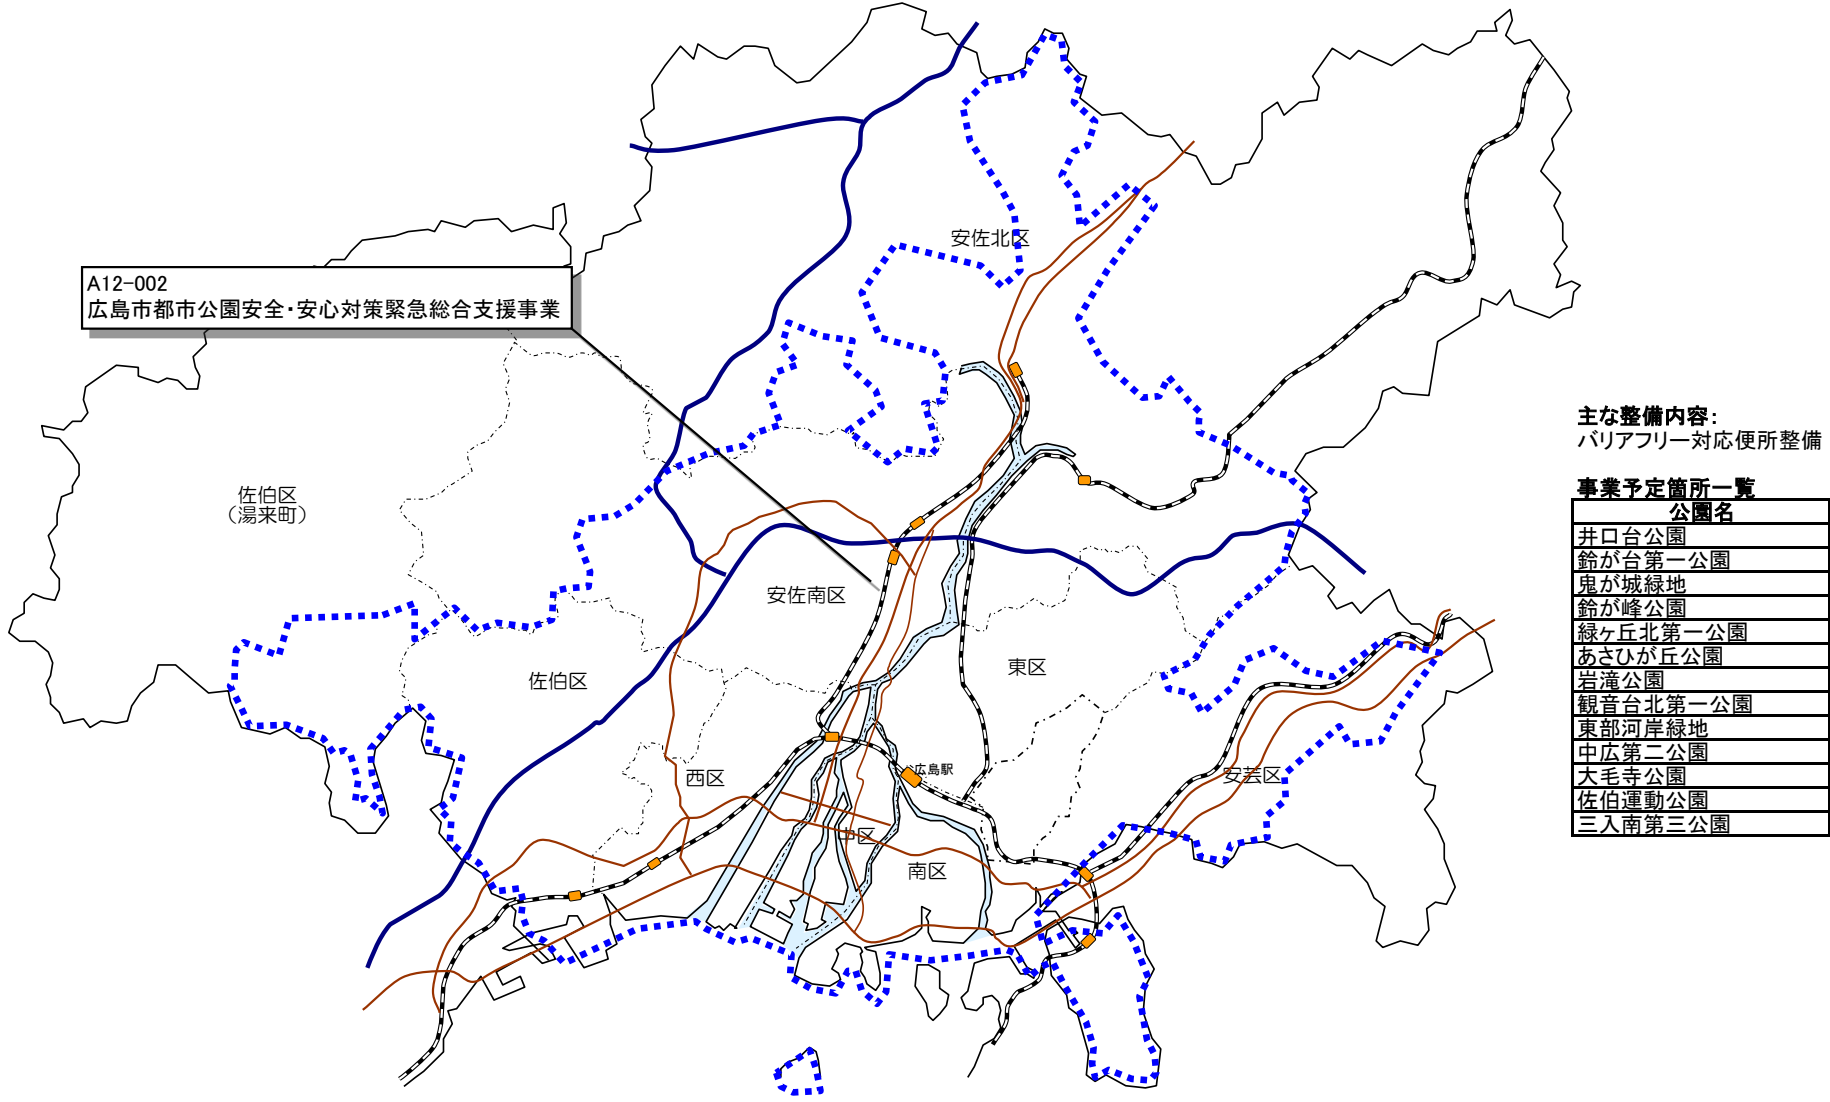 安佐北区
A12-002
広島市都市公園安全・安心対策緊急総合支援事業
佐伯区
（湯来町）
安佐南区
佐伯区
東区
西区
広島駅
安芸区
中区
南区
主な整備内容：
バリアフリー対応便所整備
事業予定箇所一覧
公園名
井口台公園
鈴が台第一公園
鬼が城緑地
鈴が峰公園
緑ヶ丘北第一公園
あさひが丘公園
岩滝公園
観音台北第一公園
東部河岸緑地
中広第二公園
大毛寺公園
佐伯運動公園
三入南第三公園